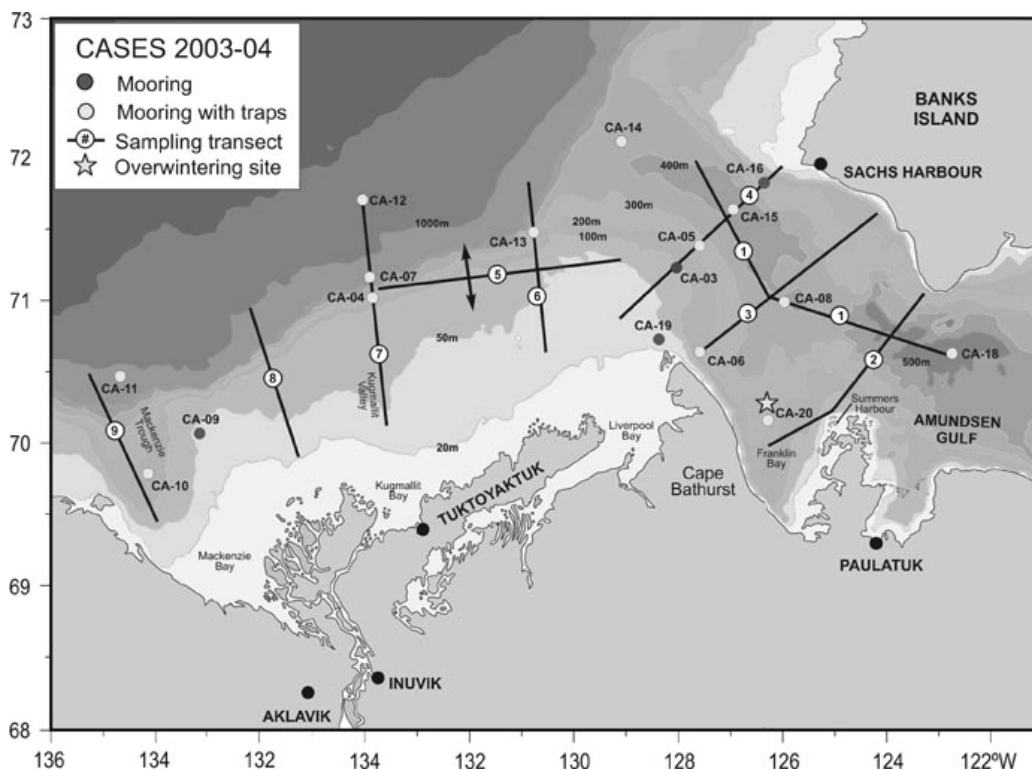 73
72
71
70
69
68
CASES 2003-04
Mooring
Mooring with traps
# Sampling transect
Overwintering site
BANKS
ISLAND
SACHS HARBOUR
CA-14
CA-16
400m
4
CA-15
CA-12
300m
1000m
200m
100m
CA-13
CA-05
1
CA-07
5
CA-03
CA-04
6
CA-08
3
1
CA-19
50m
7
CA-06
2
500m
CA-18
8
Kugmallit
Valley
CA-11
CA-09
Mackenzie
Trough
9
CA-10
CA-20
Summers
Harbour
AMUNDSEN
GULF
Franklin
Bay
20m
Liverpool
Bay
Cape
Bathurst
Kugmallit
Bay
TUKTOYAKTUK
Mackenzie
Bay
PAULATUK
INUVIK
AKLAVIK
136 134 132 134 130 128 126 125 124 122ºW